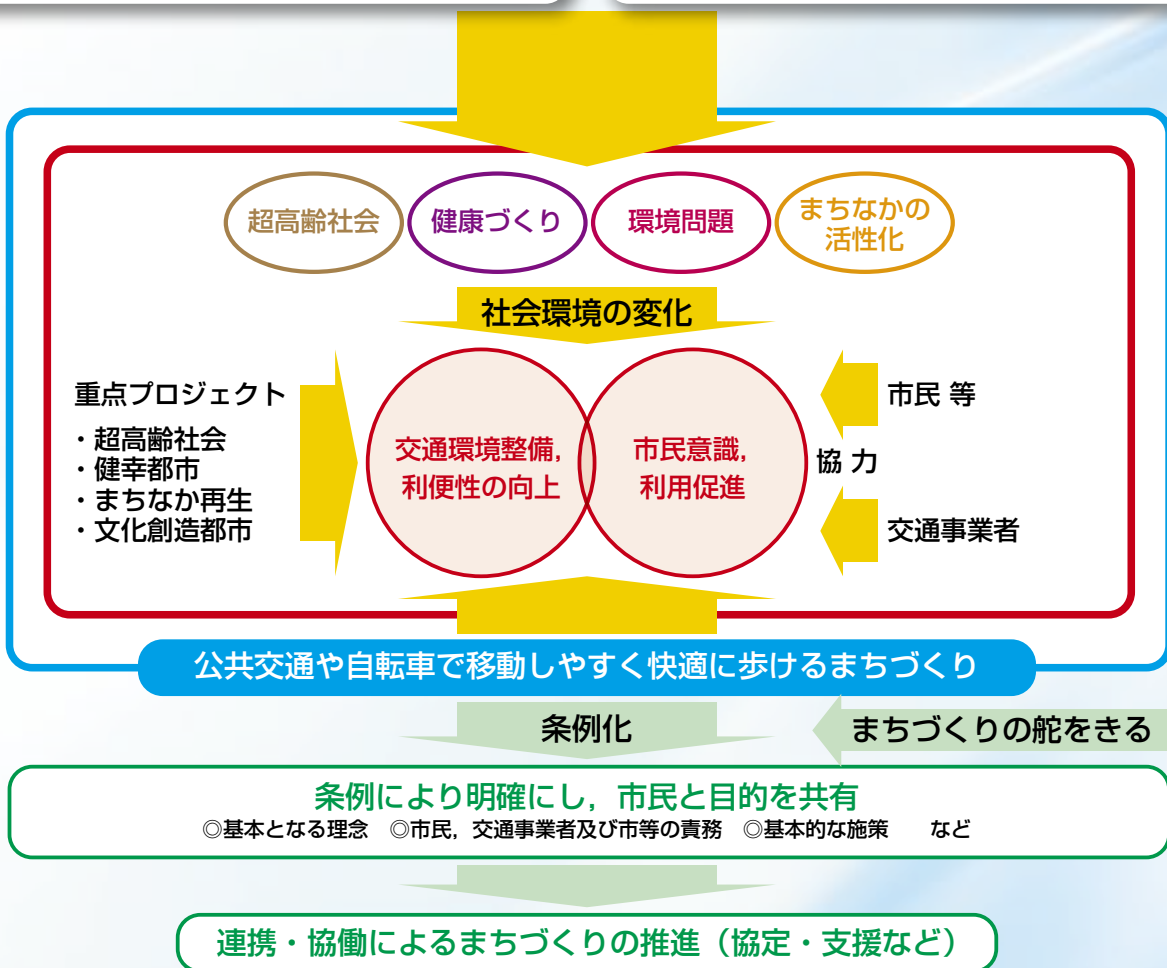 超高齢社会
健康づくり
環境問題
まちなかの
活性化
社会環境の変化
重点プロジェクト
・超高齢社会
・健幸都市
・まちなか再生
・文化創造都市
交通環境整備，
利便性の向上
市民意識，
利用促進
市民 等
協 力
交通事業者
公共交通や自転車で移動しやすく快適に歩けるまちづくり
条例化
まちづくりの舵をきる
条例により明確にし，市民と目的を共有
◎基本となる理念　◎市民，交通事業者及び市等の責務　◎基本的な施策　　など
連携・協働によるまちづくりの推進（協定・支援など）